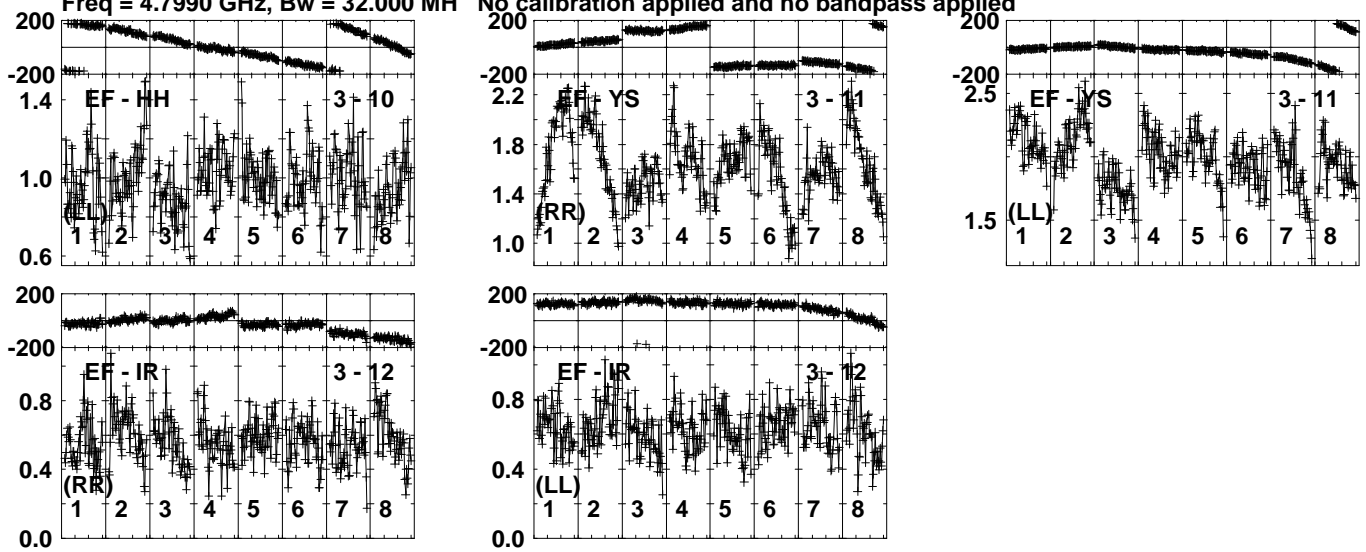 Freq = 4.7990 GHz, Bw = 32.000 MH No calibration applied and no bandpass applied
200
-200
1.4
1.0
0.6
EF - HH 3 - 10
(LL)
1 2 3 4 5 6 7 8
200
-200
2.2
1.8
1.4
1.0
EF - YS 3 - 11
(RR)
1 2 3 4 5 6 7 8
200
-200
2.5
1.5
EF - YS 3 - 11
(LL)
1 2 3 4 5 6 7 8
200
-200
0.8
0.4
0.0
EF - IR 3 - 12
(RR)
1 2 3 4 5 6 7 8
200
-200
0.8
0.4
0.0
EF - IR 3 - 12
(LL)
1 2 3 4 5 6 7 8